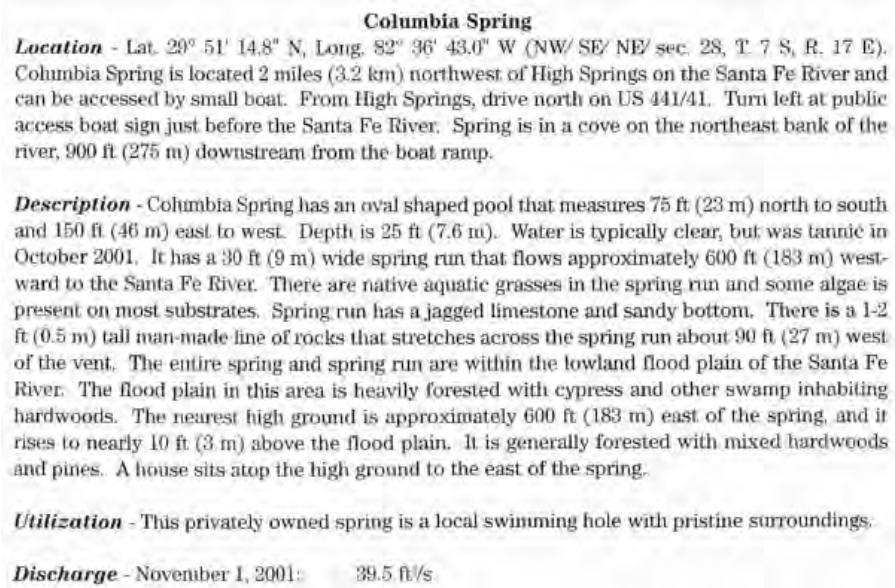 Columbia Spring
Location - Lat. 29° 51' 14.8" N, Long. 82° 36' 43.0" W (NW/ SE/ NE/ sec. 28, T. 7 S, R. 17 E).
Columbia Spring is located 2 miles (3.2 km) northwest of High Springs on the Santa Fe River and
can be accessed by small boat. From High Springs, drive north on US 441/41. Turn left at public
access boat sign just before the Santa Fe River. Spring is in a cove on the northeast bank of the
river, 900 ft (275 m) downstream from the boat ramp.
Description - Columbia Spring has an oval shaped pool that measures 75 ft (23 m) north to south
and 150 ft (46 m) east to west. Depth is 25 ft (7.6 m). Water is typically clear, but was tannic in
October 2001. It has a 30 ft (9 m) wide spring run that flows approximately 600 ft (183 m) west-
ward to the Santa Fe River. There are native aquatic grasses in the spring run and some algae is
present on most substrates. Spring run has a jagged limestone and sandy bottom. There is a 1-2
ft (0.5 m) tall man-made line of rocks that stretches across the spring run about 90 ft (27 m) west
of the vent. The entire spring and spring run are within the lowland flood plain of the Santa Fe
River. The flood plain in this area is heavily forested with cypress and other swamp inhabiting
hardwoods. The nearest high ground is approximately 600 ft (183 m) east of the spring, and it
rises to nearly 10 ft (3 m) above the flood plain. It is generally forested with mixed hardwoods
and pines. A house sits atop the high ground to the east of the spring.
Utilization - This privately owned spring is a local swimming hole with pristine surroundings.
Discharge - November 1, 2001: 39.5 ft³/s